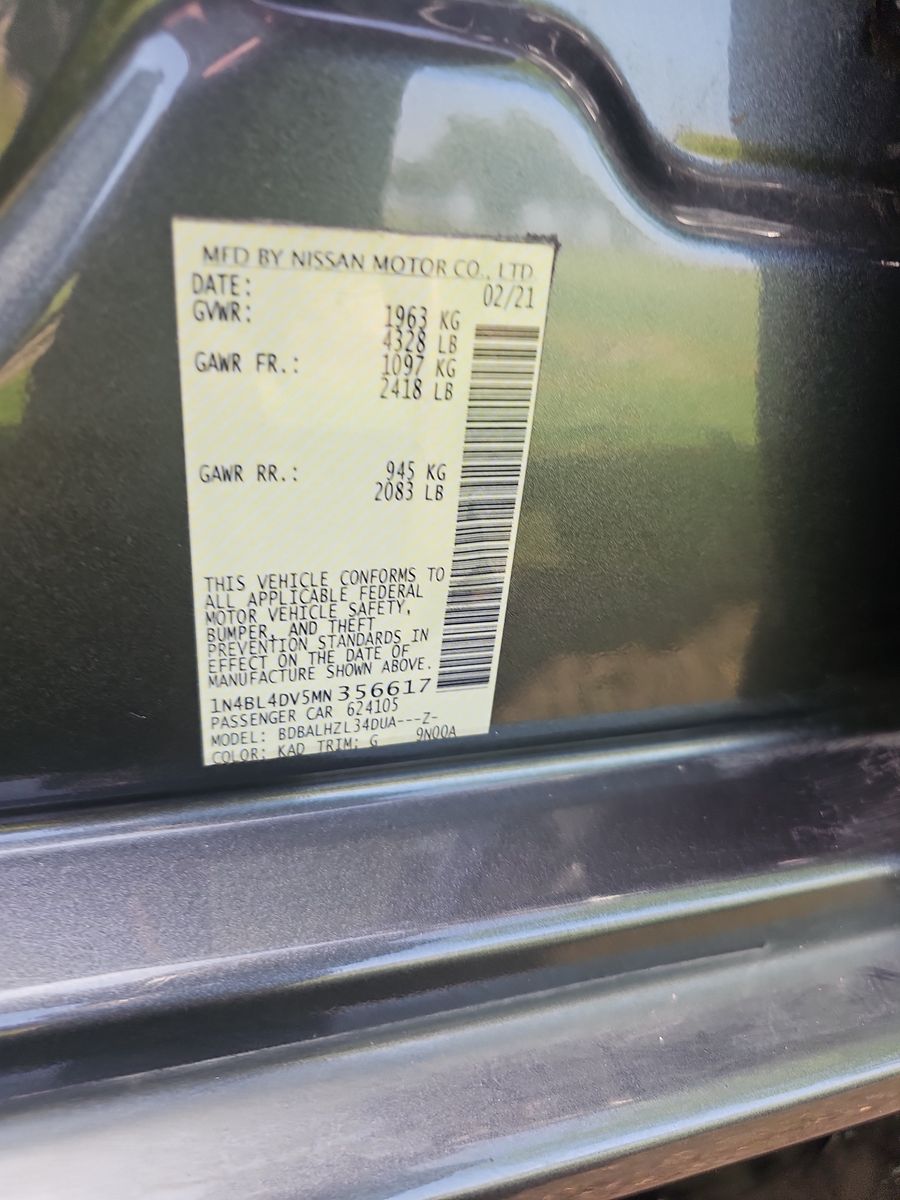 MFD BY NISSAN MOTOR CO., LTD.
DATE: 02/21
GVWR: 1963 KG
4328 LB
GAWR FR.: 1097 KG
2418 LB
GAWR RR.: 945 KG
2083 LB
THIS VEHICLE CONFORMS TO
ALL APPLICABLE FEDERAL
MOTOR VEHICLE SAFETY,
BUMPER, AND THEFT
PREVENTION STANDARDS IN
EFFECT ON THE DATE OF
MANUFACTURE SHOWN ABOVE.
1N4BL4DV5MN356617
PASSENGER CAR 624105
MODEL: BDBALHZL34DUA---Z-
COLOR: KAD TRIM: G 9N00A